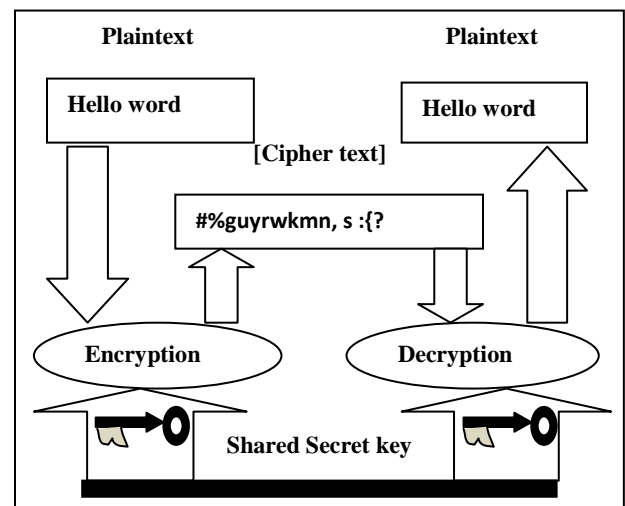 Plaintext
Plaintext
Hello word
Hello word
[Cipher text]
#%guyrwkmn, s :{?
Encryption
Decryption
Shared Secret key